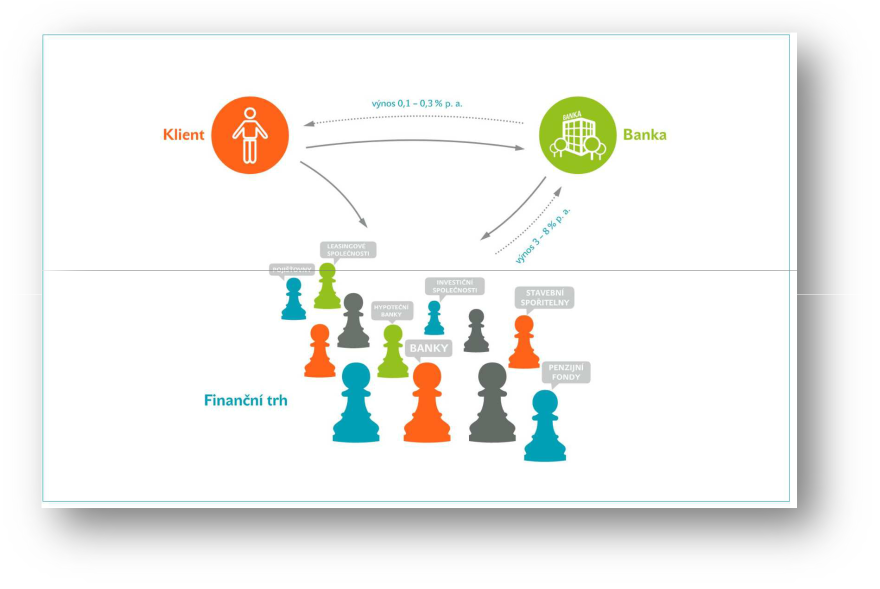 výnos 0,1 – 0,3 % p. a.
Klient
BANKA
Banka
výnos 3 – 8 % p. a.
LEASINGOVÉ
SPOLEČNOSTI
POJIŠŤOVNY
INVESTIČNÍ
SPOLEČNOSTI
STAVEBNÍ
SPOŘITELNY
HYPOTEČNÍ
BANKY
BANKY
PENZIJNÍ
FONDY
Finanční trh